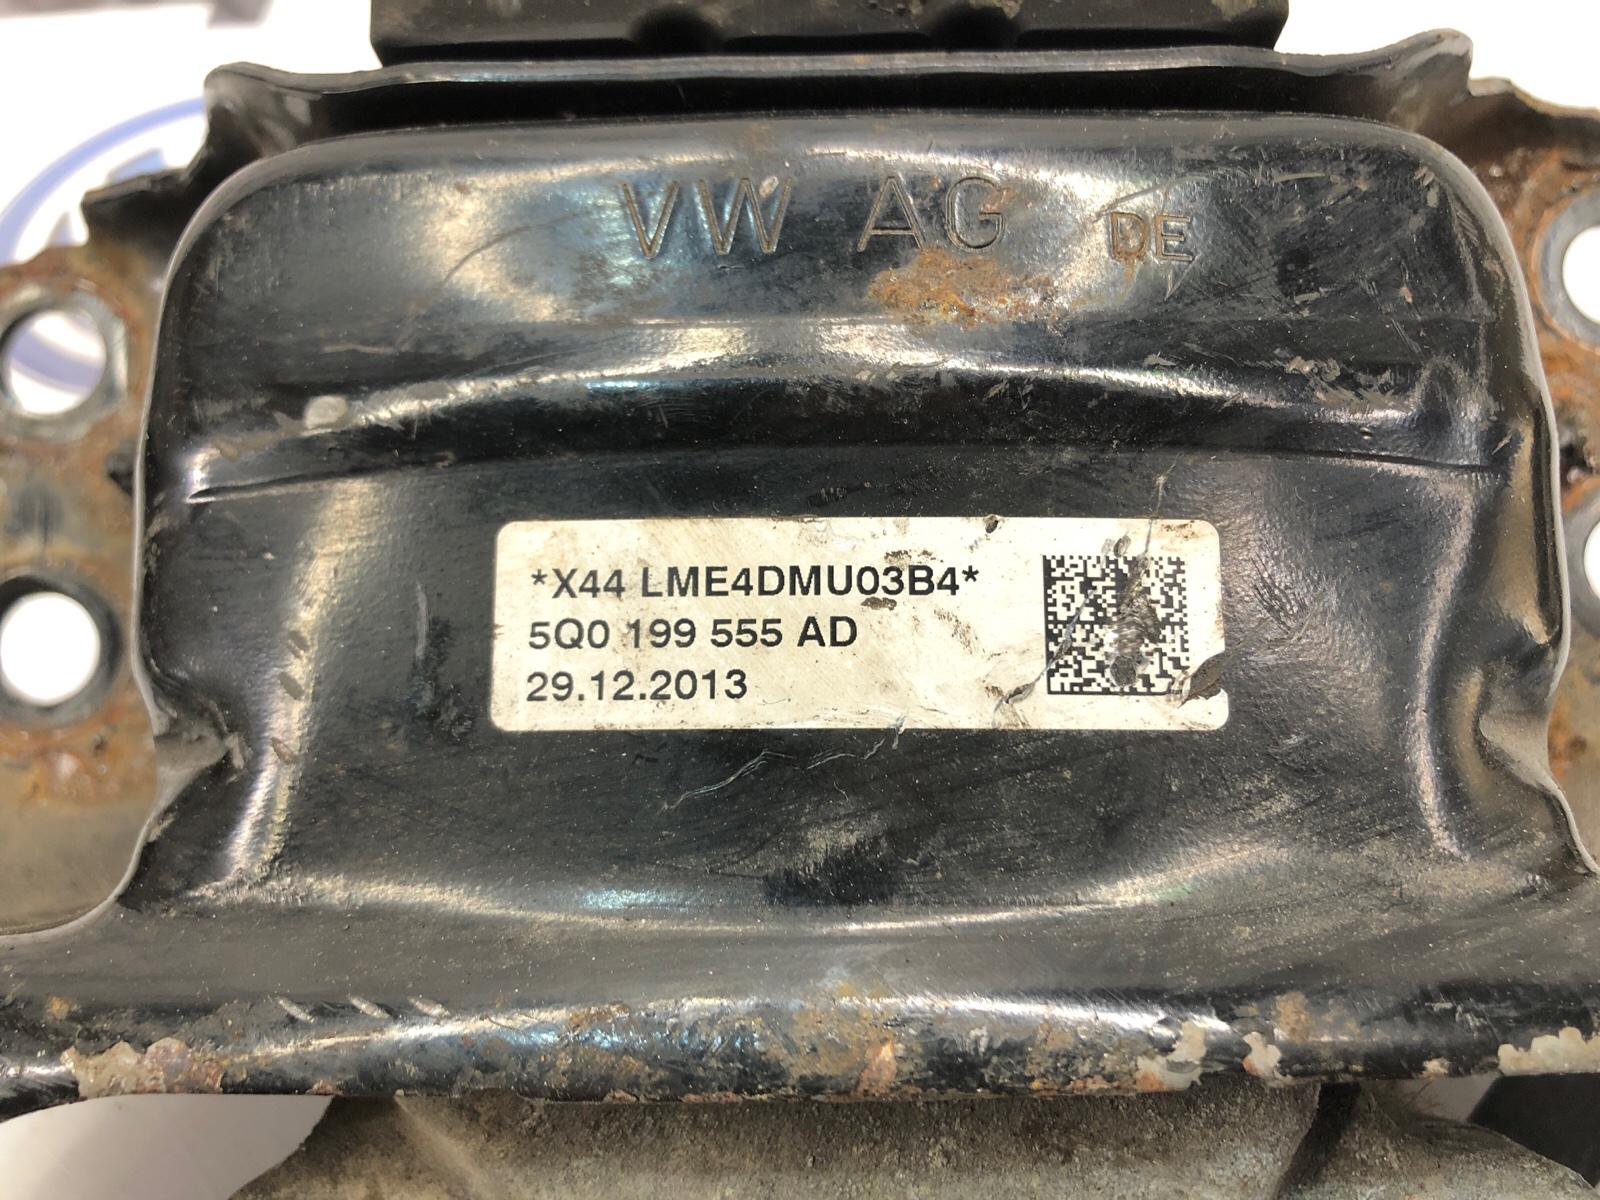 VW AG DE
*X44 LME4DMU03B4*
5Q0 199 555 AD
29.12.2013